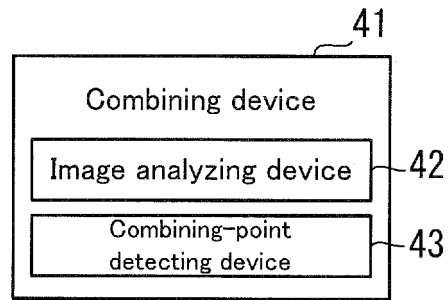 41
Combining device
Image analyzing device
42
Combining-point
detecting device
43